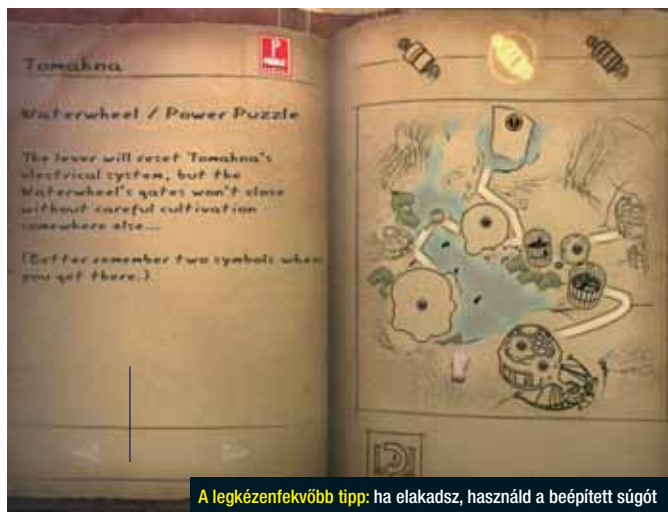 Tomahna
Waterwheel / Power Puzzle
The lever will reset Tomahna's
electrical system, but the
Waterwheel's gates won't close
without careful cultivation
somewhere else...
(Better remember two symbols when
you get there.)
A legkézenfekvőbb tipp: ha elakadsz, használd a beépített súgót